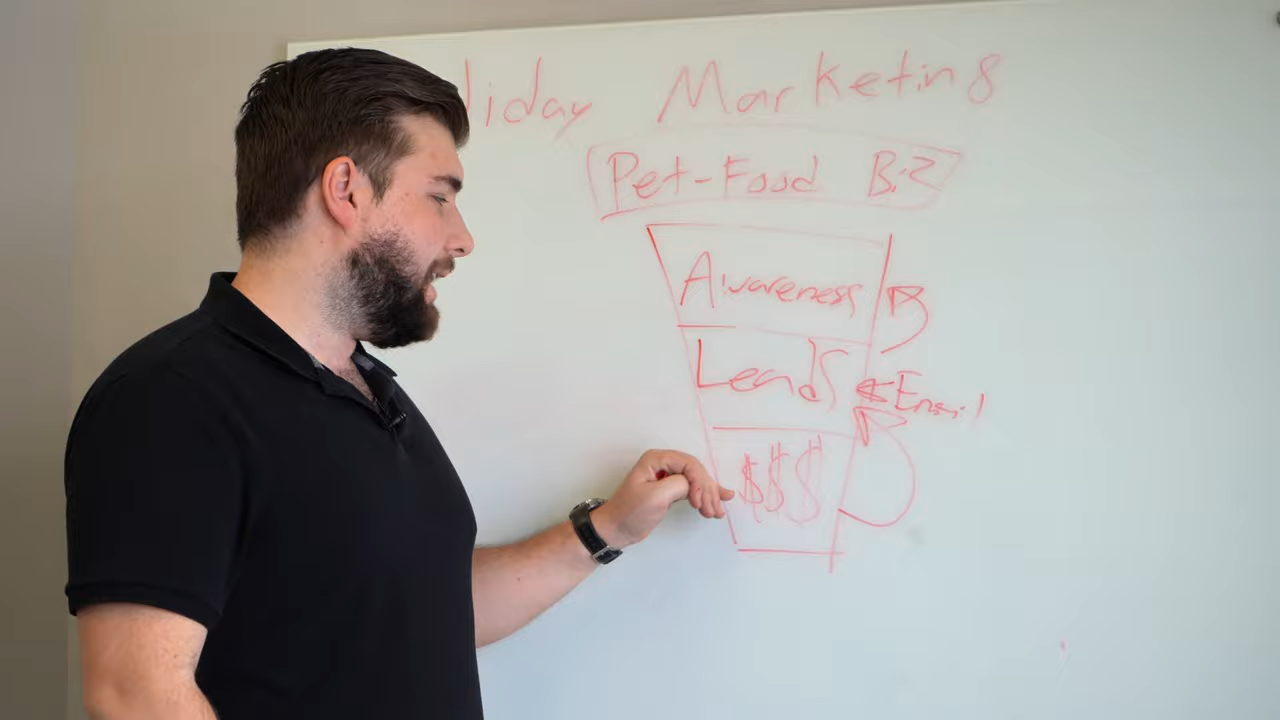 liday Marketing
Pet-Food Biz
Awareness
Leads
Email
$$$